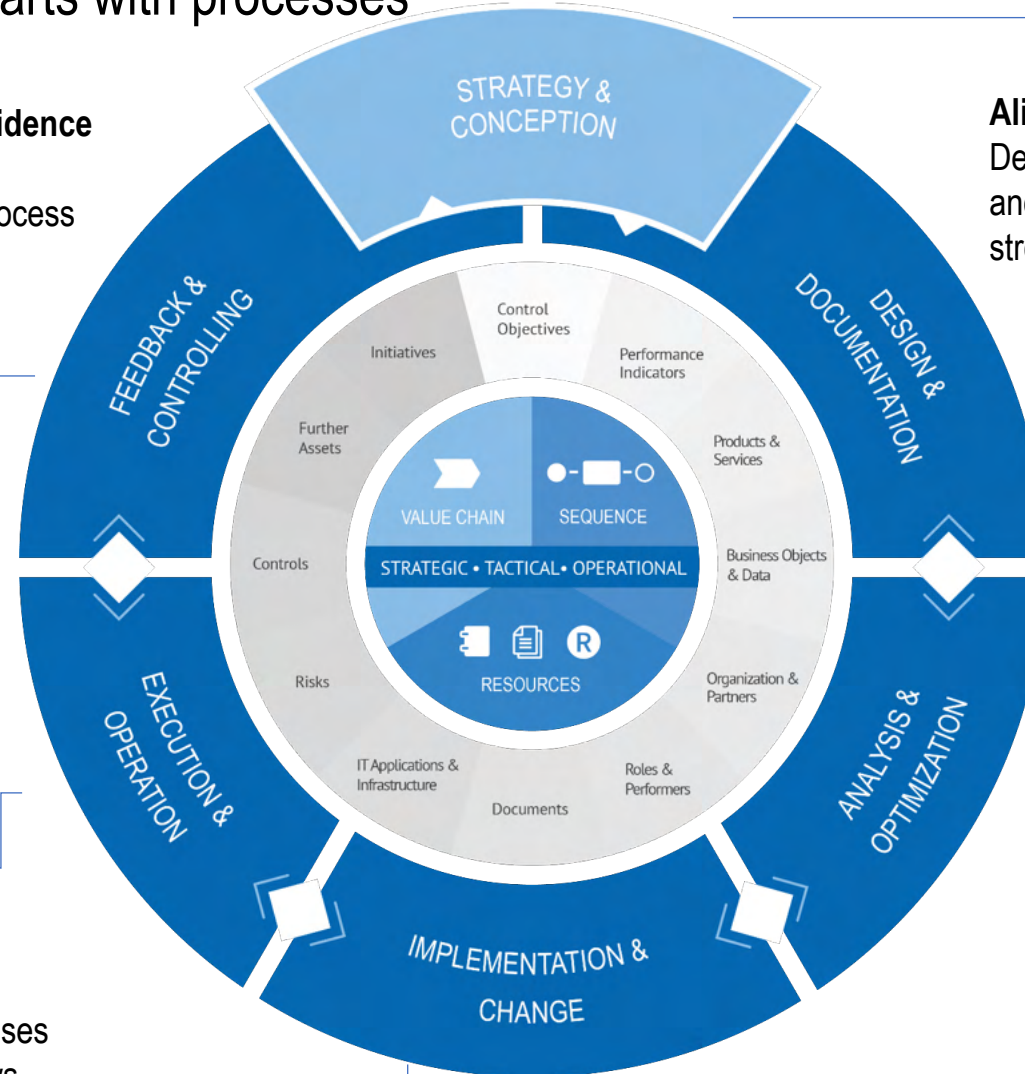 arts with processes
STRATEGY &
CONCEPTION
idence
ocess
Ali
De
and
stre
FEEDBACK &
CONTROLLING
DESIGN &
DOCUMENTATION
Control
Objectives
Initiatives
Performance
Indicators
Further
Assets
Products &
Services
VALUE CHAIN
SEQUENCE
Controls
STRATEGIC • TACTICAL• OPERATIONAL
Business Objects
& Data
R
RESOURCES
Risks
Organization &
Partners
IT Applications &
Infrastructure
Documents
Roles &
Performers
EXECUTION &
OPERATION
ANALYSIS &
OPTIMIZATION
IMPLEMENTATION &
CHANGE
ses